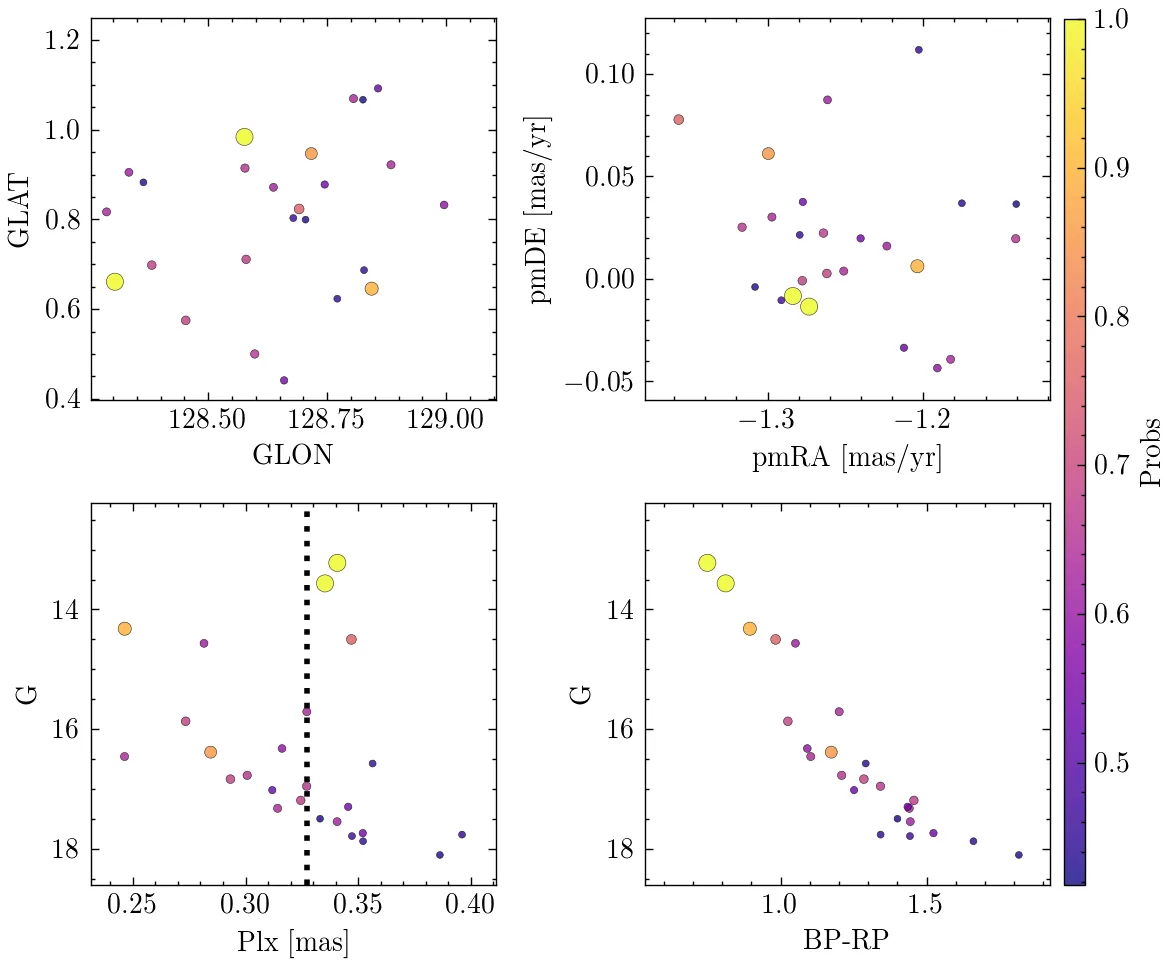 1.2
1.0
0.8
0.6
0.4
GLAT
128.50 128.75 129.00
GLON
0.10
0.05
0.00
−0.05
pmDE [mas/yr]
−1.3 −1.2
pmRA [mas/yr]
14
16
18
G
0.25 0.30 0.35 0.40
Plx [mas]
14
16
18
G
1.0 1.5
BP-RP
1.0
0.9
0.8
0.7
0.6
0.5
Probs